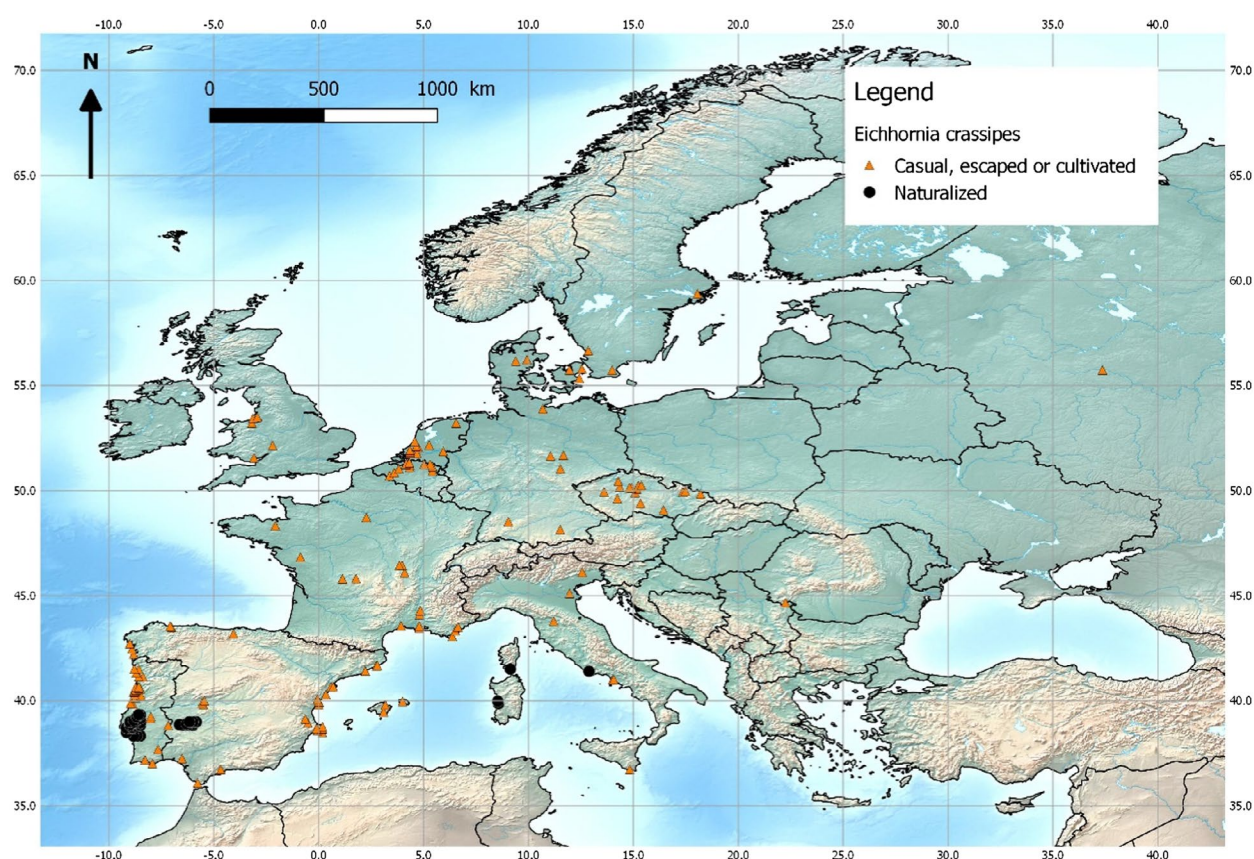 -10.0 -5.0 0.0 5.0 10.0 15.0 20.0 25.0 30.0 35.0 40.0
N
0 500 1000 km
70.0 70.0
Legend
Eichhornia crassipes
Casual, escaped or cultivated
65.0 65.0
Naturalized
60.0 60.0
55.0 55.0
50.0 50.0
45.0 45.0
40.0 40.0
35.0 35.0
-10.0 -5.0 0.0 5.0 10.0 15.0 20.0 25.0 30.0 35.0 40.0